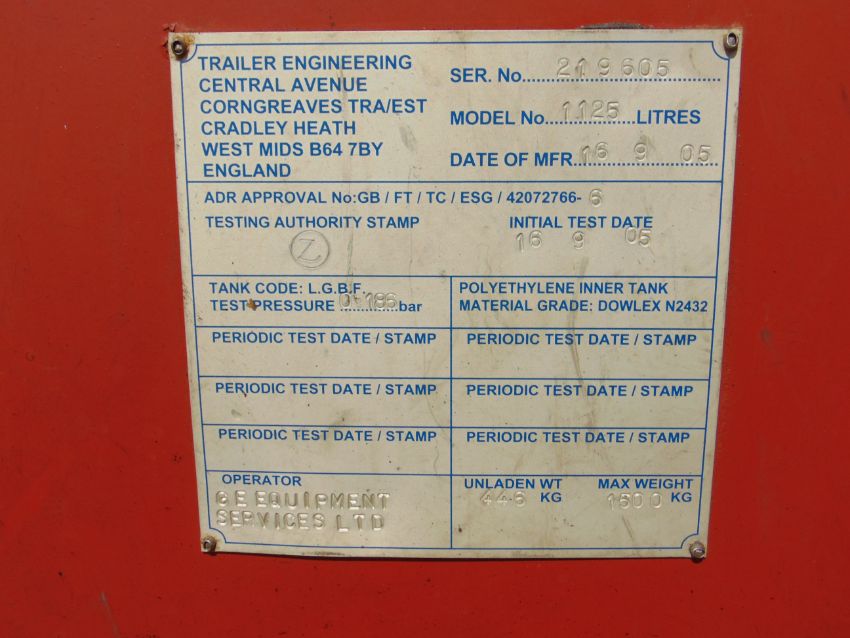 TRAILER ENGINEERING
CENTRAL AVENUE
CORNGREAVES TRA/EST
CRADLEY HEATH
WEST MIDS B64 7BY
ENGLAND
SER. No. 219605
MODEL No. 1125 LITRES
DATE OF MFR. 16 9 05
ADR APPROVAL No:GB / FT / TC / ESG / 42072766- 6
TESTING AUTHORITY STAMP
Z
INITIAL TEST DATE
16 9 05
TANK CODE: L.G.B.F.
TEST PRESSURE 0·186 bar
POLYETHYLENE INNER TANK
MATERIAL GRADE: DOWLEX N2432
PERIODIC TEST DATE / STAMP
PERIODIC TEST DATE / STAMP
PERIODIC TEST DATE / STAMP
PERIODIC TEST DATE / STAMP
PERIODIC TEST DATE / STAMP
PERIODIC TEST DATE / STAMP
OPERATOR
EQUIPMENT
SERVICES LTD
UNLADEN WT
446 KG
MAX WEIGHT
KG